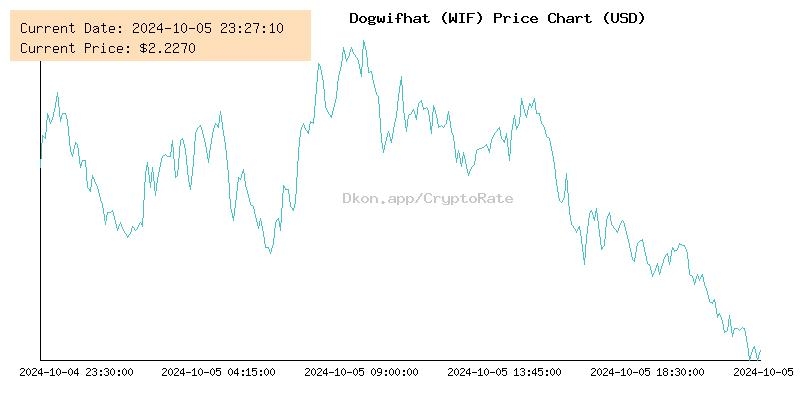 Dogwifhat (WIF) Price Chart (USD)
Current Date: 2024-10-05 23:27:10
Current Price: $2.2270
Dkon.app/CryptoRate
2024-10-04 23:30:00 2024-10-05 04:15:00 2024-10-05 09:00:00 2024-10-05 13:45:00 2024-10-05 18:30:00 2024-10-05